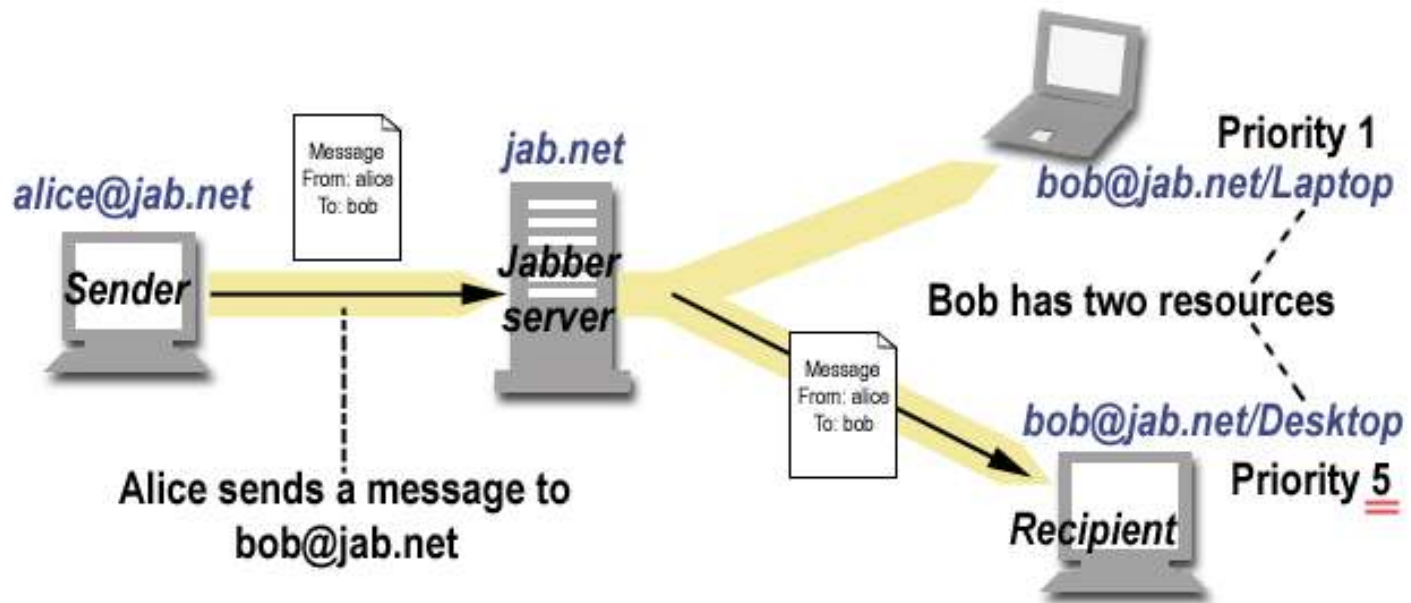 alice@jab.net
Sender
Message
From: alice
To: bob
jab.net
Jabber
server
Alice sends a message to
bob@jab.net
Priority 1
bob@jab.net/Laptop
Bob has two resources
Message
From: alice
To: bob
bob@jab.net/Desktop
Priority 5
Recipient